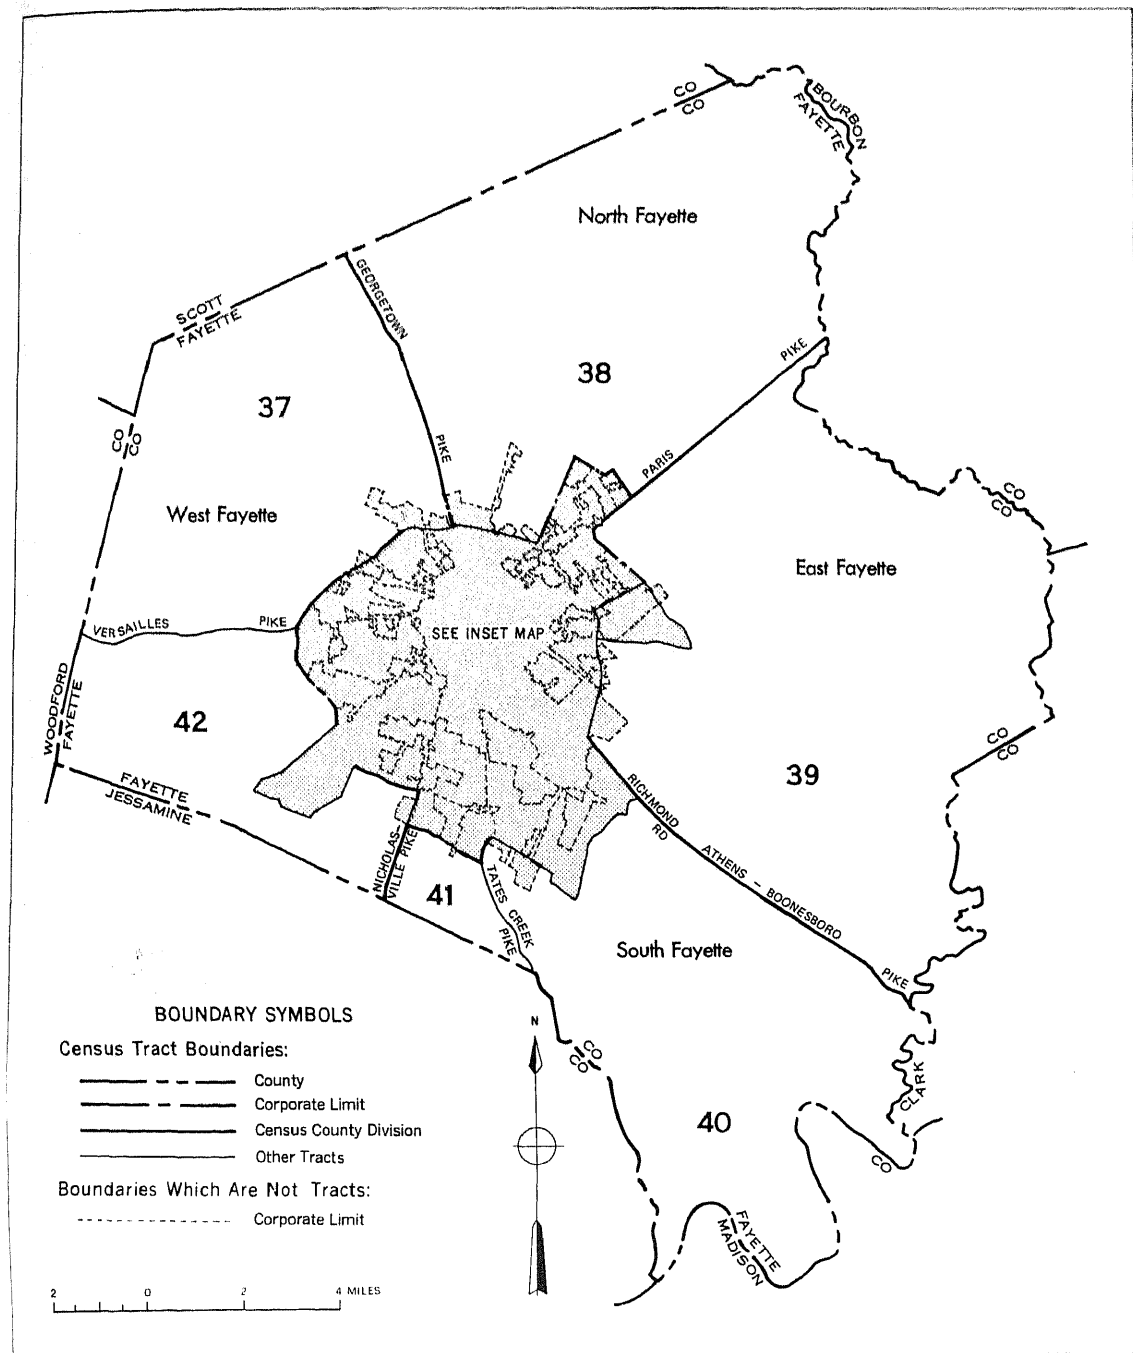 CO
CO
BOURBON
FAYETTE
North Fayette
GEORGETOWN
PIKE
SCOTT
FAYETTE
37
38
PARIS
PIKE
CO
CO
West Fayette
CO
CO
East Fayette
VERSAILLES
PIKE
SEE INSET MAP
WOODFORD
FAYETTE
42
39
CO
CO
FAYETTE
JESSAMINE
RICHMOND
RD
ATHENS - BOONESBORO
PIKE
NICHOLAS-
VILLE PIKE
41
TATES CREEK
PIKE
South Fayette
BOUNDARY SYMBOLS
Census Tract Boundaries:
County
Corporate Limit
Census County Division
Other Tracts
Boundaries Which Are Not Tracts:
Corporate Limit
N
CO
CO
CLARK
40
CO
FAYETTE
MADISON
2 0 2 4 MILES